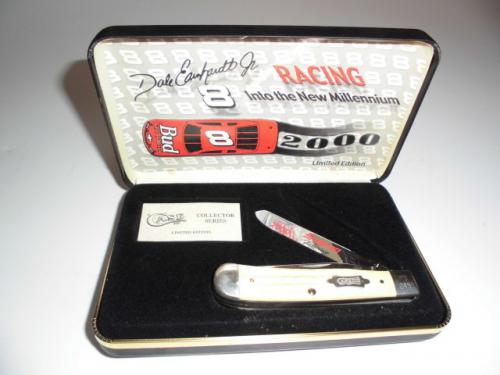 Dale Earnhardt Jr
RACING
8
Into the New Millennium
Bud
8
2000
Limited Edition
CASE
COLLECTOR
SERIES
LIMITED EDITION
CASE